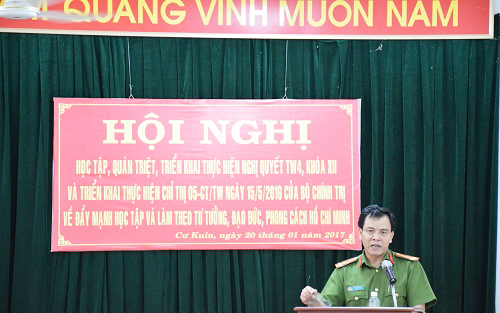 QUANG VINH MUÔN NĂM
HỘI NGHỊ
HỌC TẬP, QUÁN TRIỆT, TRIỂN KHAI THỰC HIỆN NGHỊ QUYẾT TW4, KHÓA XII
VÀ TRIỂN KHAI THỰC HIỆN CHỈ THỊ 05-CT/TW NGÀY 15/5/2016 CỦA BỘ CHÍNH TRỊ
VỀ ĐẨY MẠNH HỌC TẬP VÀ LÀM THEO TƯ TƯỞNG, ĐẠO ĐỨC, PHONG CÁCH HỒ CHÍ MINH
Cư Kuin, ngày 20 tháng 01 năm 2017